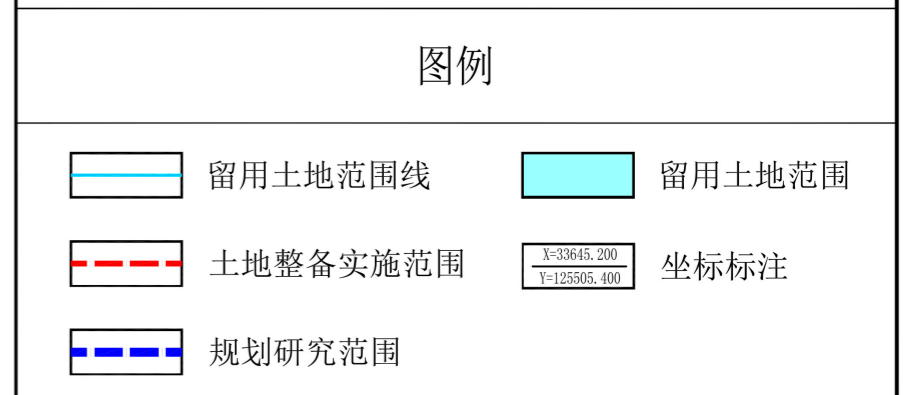 图例
留用土地范围线
留用土地范围
土地整备实施范围
X=33645.200
Y=125505.400
坐标标注
规划研究范围